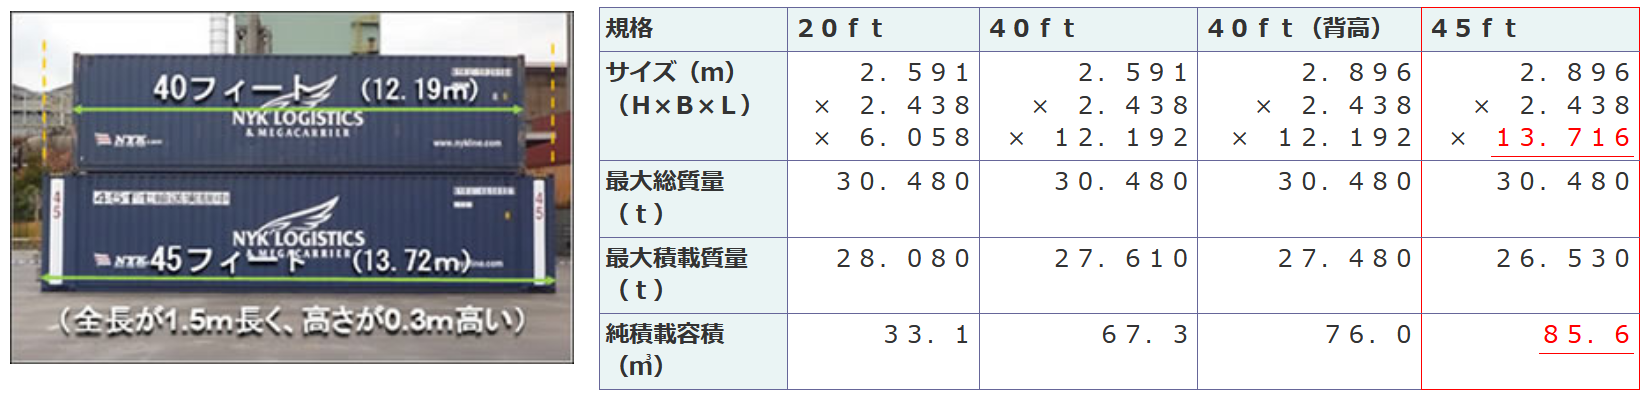 40フィート （12.19m）
NYK LOGISTICS
& MEGACARRIER
NYK
www.nykline.com
45
45
NYK LOGISTICS
& MEGACARRIER
NYK
45フィート （13.72m）
（全長が1.5m長く、高さが0.3m高い）
規格 ２０ｆｔ ４０ｆｔ ４０ｆｔ（背高） ４５ｆｔ
サイズ（ｍ） ２．５９１ ２．５９１ ２．８９６ ２．８９６
（Ｈ×Ｂ×Ｌ） × ２．４３８ × ２．４３８ × ２．４３８ × ２．４３８
× ６．０５８ × １２．１９２ × １２．１９２ × １３．７１６
最大総質量 ３０．４８０ ３０．４８０ ３０．４８０ ３０．４８０
（ｔ）
最大積載質量 ２８．０８０ ２７．６１０ ２７．４８０ ２６．５３０
（ｔ）
純積載容積 ３３．１ ６７．３ ７６．０ ８５．６
（㎥）